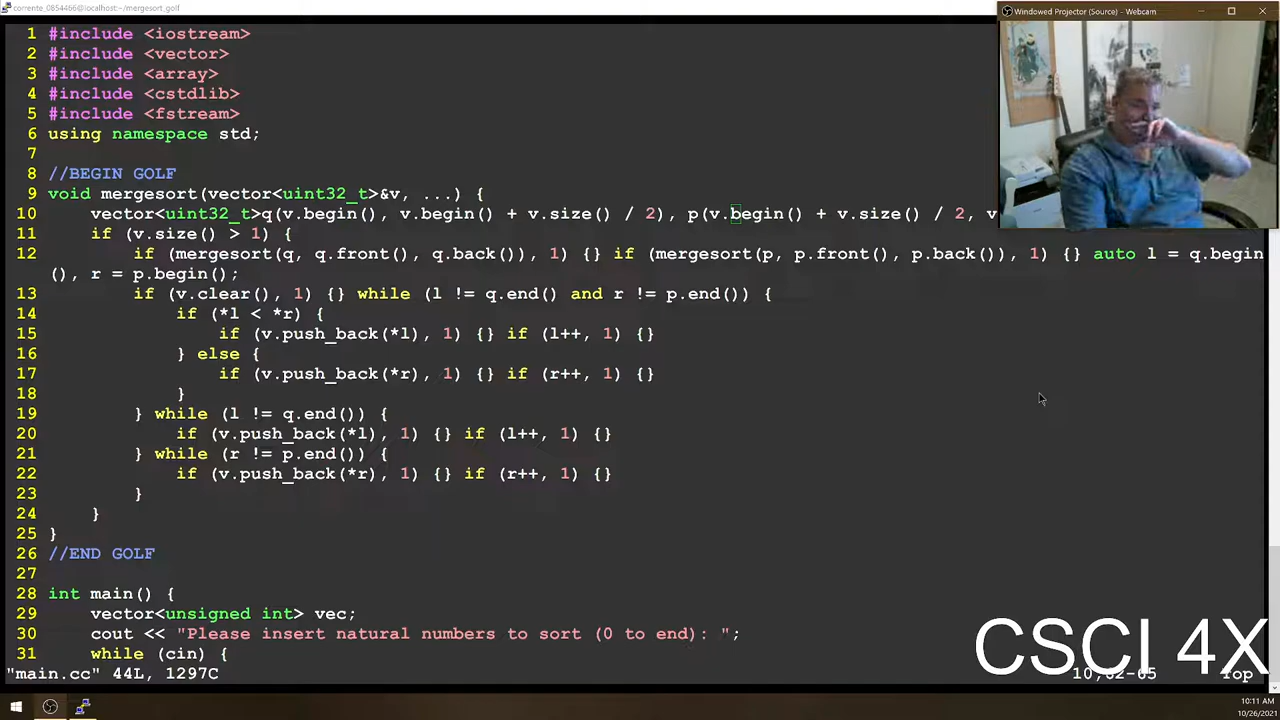 corrente_0854466@localhost:~/mergesort_golf
Windowed Projector (Source) - Webcam
1 #include <iostream>
2 #include <vector>
3 #include <array>
4 #include <cstdlib>
5 #include <fstream>
6 using namespace std;
7
8 //BEGIN GOLF
9 void mergesort(vector<uint32_t>&v, ...) {
10 vector<uint32_t>q(v.begin(), v.begin() + v.size() / 2), p(v.begin() + v.size() / 2, v
11 if (v.size() > 1) {
12 if (mergesort(q, q.front(), q.back()), 1) {} if (mergesort(p, p.front(), p.back()), 1) {} auto l = q.begin
(), r = p.begin();
13 if (v.clear(), 1) {} while (l != q.end() and r != p.end()) {
14 if (*l < *r) {
15 if (v.push_back(*l), 1) {} if (l++, 1) {}
16 } else {
17 if (v.push_back(*r), 1) {} if (r++, 1) {}
18 }
19 } while (l != q.end()) {
20 if (v.push_back(*l), 1) {} if (l++, 1) {}
21 } while (r != p.end()) {
22 if (v.push_back(*r), 1) {} if (r++, 1) {}
23 }
24 }
25 }
26 //END GOLF
27
28 int main() {
29 vector<unsigned int> vec;
30 cout << "Please insert natural numbers to sort (0 to end): ";
31 while (cin) {
"main.cc" 44L, 1297C 10,62-65 Top
CSCI 4X
10:11 AM
10/26/2021